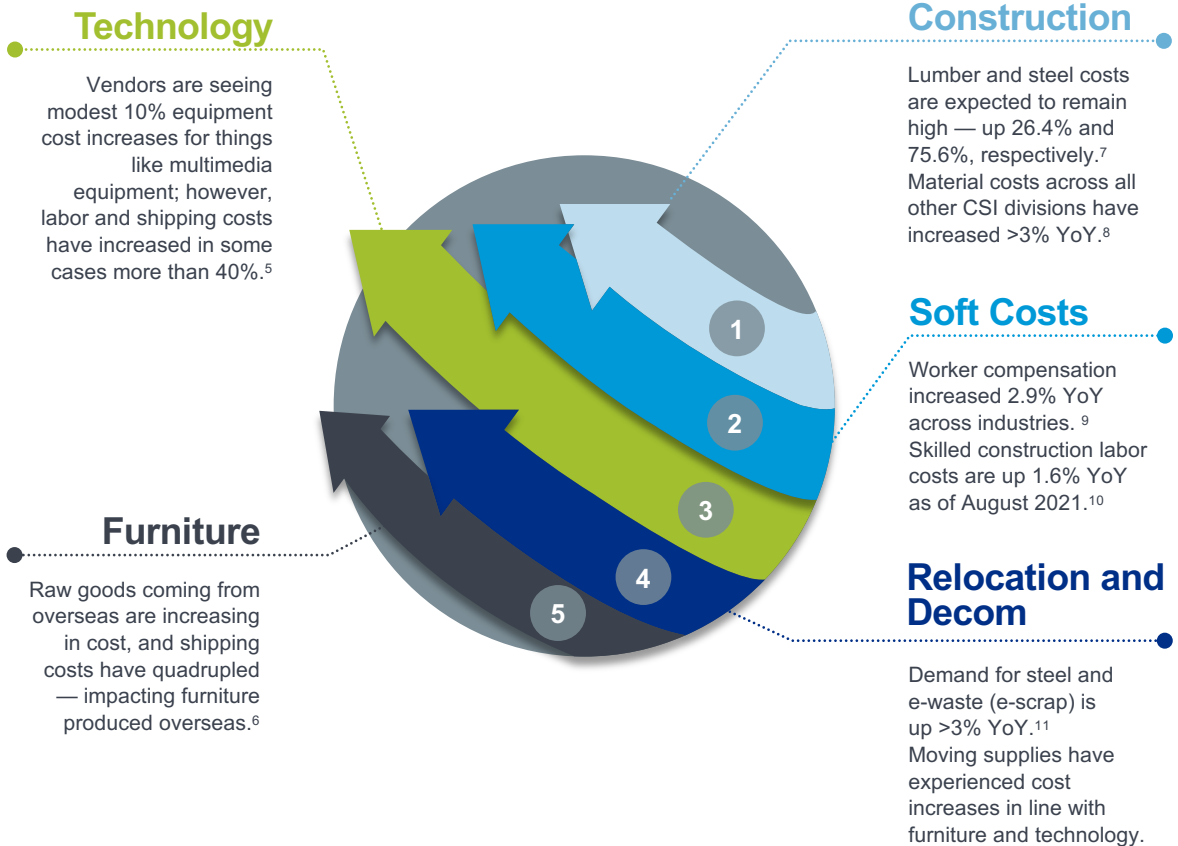 Technology
Vendors are seeing
modest 10% equipment
cost increases for things
like multimedia
equipment; however,
labor and shipping costs
have increased in some
cases more than 40%.⁵
Furniture
Raw goods coming from
overseas are increasing
in cost, and shipping
costs have quadrupled
— impacting furniture
produced overseas.⁶
1
2
3
4
5
Construction
Lumber and steel costs
are expected to remain
high — up 26.4% and
75.6%, respectively.⁷
Material costs across all
other CSI divisions have
increased >3% YoY.⁸
Soft Costs
Worker compensation
increased 2.9% YoY
across industries. ⁹
Skilled construction labor
costs are up 1.6% YoY
as of August 2021.¹⁰
Relocation and
Decom
Demand for steel and
e-waste (e-scrap) is
up >3% YoY.¹¹
Moving supplies have
experienced cost
increases in line with
furniture and technology.